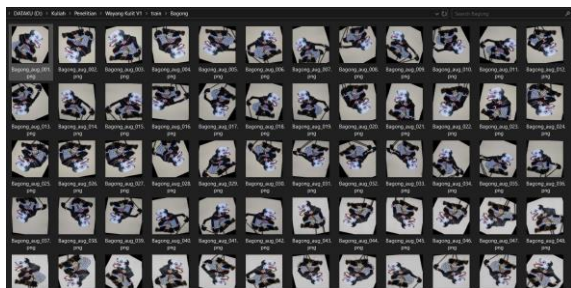 DATAKU (D:) > Kuliah > Penelitian > Wayang Kulit V1 > train > Bagong
Search Bagong
Bagong_aug_001.png
Bagong_aug_002.png
Bagong_aug_003.png
Bagong_aug_004.png
Bagong_aug_005.png
Bagong_aug_006.png
Bagong_aug_007.png
Bagong_aug_008.png
Bagong_aug_009.png
Bagong_aug_010.png
Bagong_aug_011.png
Bagong_aug_012.png
Bagong_aug_013.png
Bagong_aug_014.png
Bagong_aug_015.png
Bagong_aug_016.png
Bagong_aug_017.png
Bagong_aug_018.png
Bagong_aug_019.png
Bagong_aug_020.png
Bagong_aug_021.png
Bagong_aug_022.png
Bagong_aug_023.png
Bagong_aug_024.png
Bagong_aug_025.png
Bagong_aug_026.png
Bagong_aug_027.png
Bagong_aug_028.png
Bagong_aug_029.png
Bagong_aug_030.png
Bagong_aug_031.png
Bagong_aug_032.png
Bagong_aug_033.png
Bagong_aug_034.png
Bagong_aug_035.png
Bagong_aug_036.png
Bagong_aug_037.png
Bagong_aug_038.png
Bagong_aug_039.png
Bagong_aug_040.png
Bagong_aug_041.png
Bagong_aug_042.png
Bagong_aug_043.png
Bagong_aug_044.png
Bagong_aug_045.png
Bagong_aug_046.png
Bagong_aug_047.png
Bagong_aug_048.png